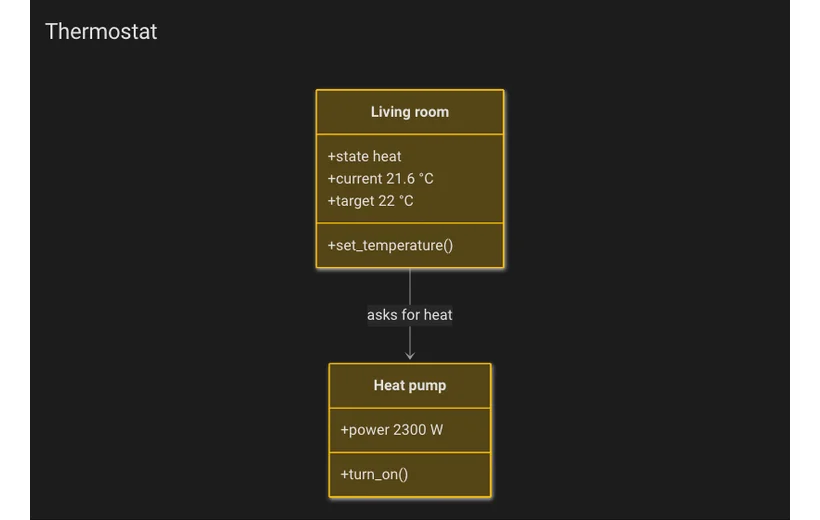 Thermostat
Living room
+state heat
+current 21.6 °C
+target 22 °C
+set_temperature()
asks for heat
Heat pump
+power 2300 W
+turn_on()